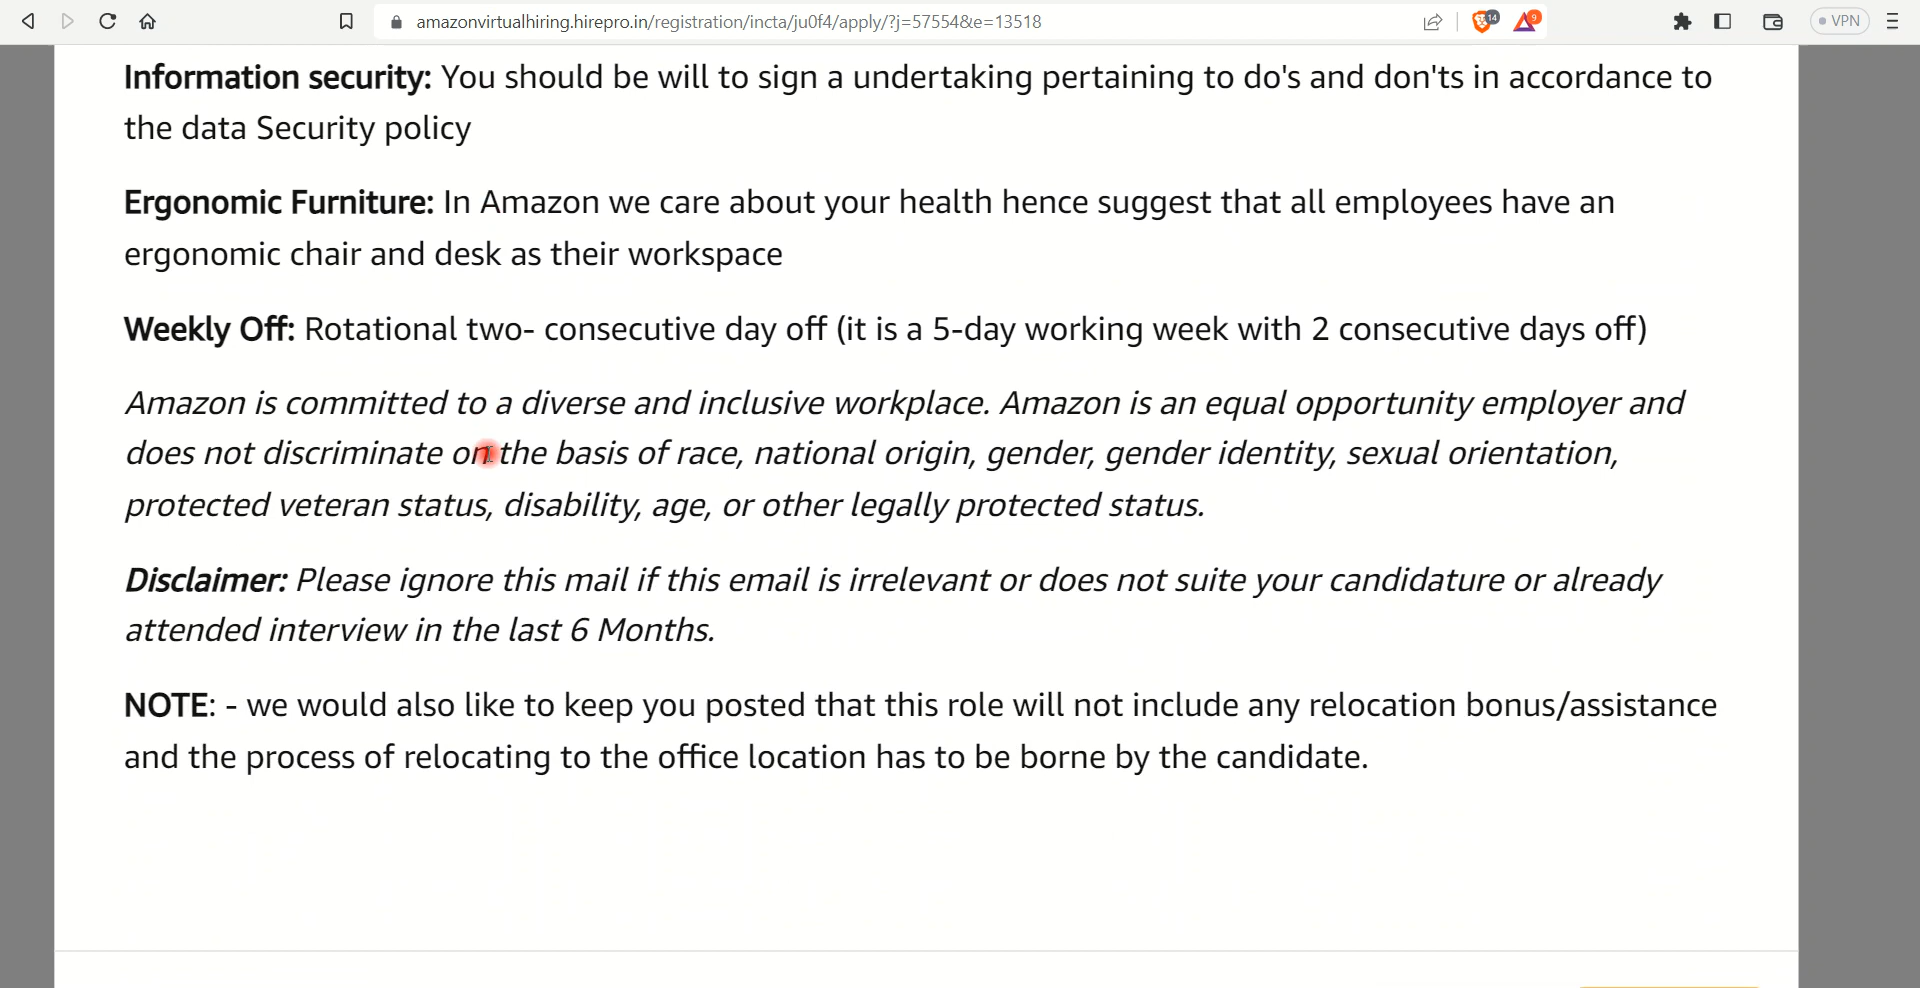 amazonvirtualhiring.hirepro.in/registration/incta/ju0f4/apply/?j=57554&e=13518
14
9
VPN
Information security: You should be will to sign a undertaking pertaining to do's and don'ts in accordance to
the data Security policy
Ergonomic Furniture: In Amazon we care about your health hence suggest that all employees have an
ergonomic chair and desk as their workspace
Weekly Off: Rotational two- consecutive day off (it is a 5-day working week with 2 consecutive days off)
Amazon is committed to a diverse and inclusive workplace. Amazon is an equal opportunity employer and
does not discriminate on the basis of race, national origin, gender, gender identity, sexual orientation,
protected veteran status, disability, age, or other legally protected status.
Disclaimer: Please ignore this mail if this email is irrelevant or does not suite your candidature or already
attended interview in the last 6 Months.
NOTE: - we would also like to keep you posted that this role will not include any relocation bonus/assistance
and the process of relocating to the office location has to be borne by the candidate.